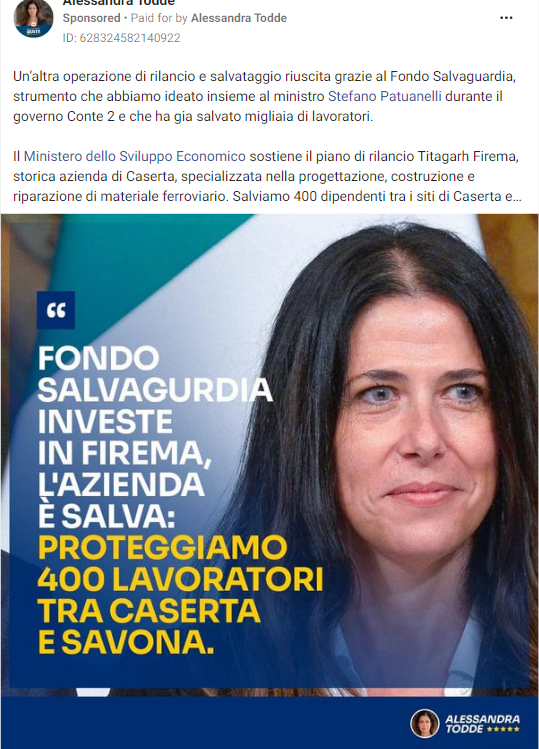 Alessandra Todde
Sponsored • Paid for by Alessandra Todde
ID: 628324582140922
Un'altra operazione di rilancio e salvataggio riuscita grazie al Fondo Salvaguardia,
strumento che abbiamo ideato insieme al ministro Stefano Patuanelli durante il
governo Conte 2 e che ha gia salvato migliaia di lavoratori.
Il Ministero dello Sviluppo Economico sostiene il piano di rilancio Titagarh Firema,
storica azienda di Caserta, specializzata nella progettazione, costruzione e
riparazione di materiale ferroviario. Salviamo 400 dipendenti tra i siti di Caserta e...
“
FONDO
SALVAGURDIA
INVESTE
IN FIREMA,
L'AZIENDA
È SALVA:
PROTEGGIAMO
400 LAVORATORI
TRA CASERTA
E SAVONA.
ALESSANDRA
TODDE ★★★★★